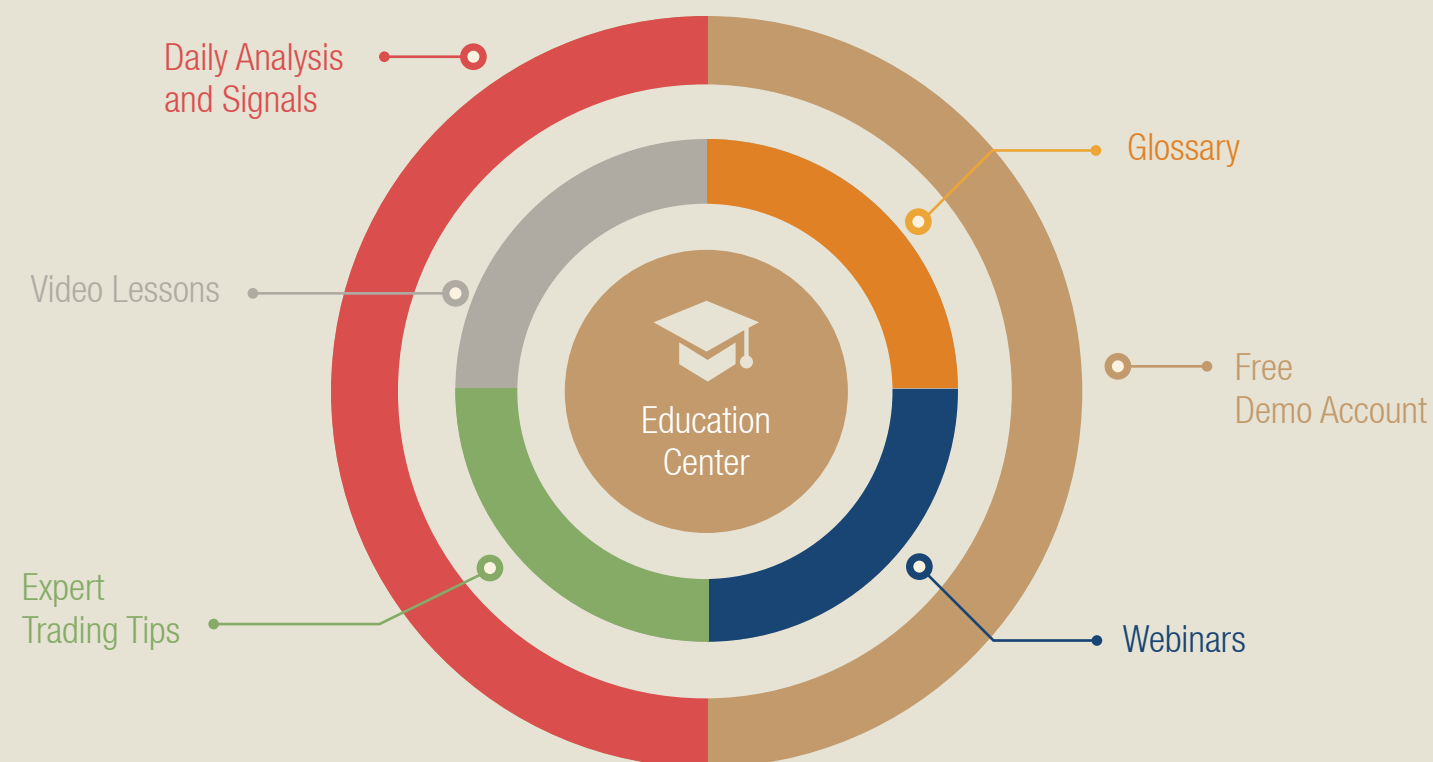 Daily Analysis
and Signals
Glossary
Video Lessons
Free
Demo Account
Education
Center
Expert
Trading Tips
Webinars